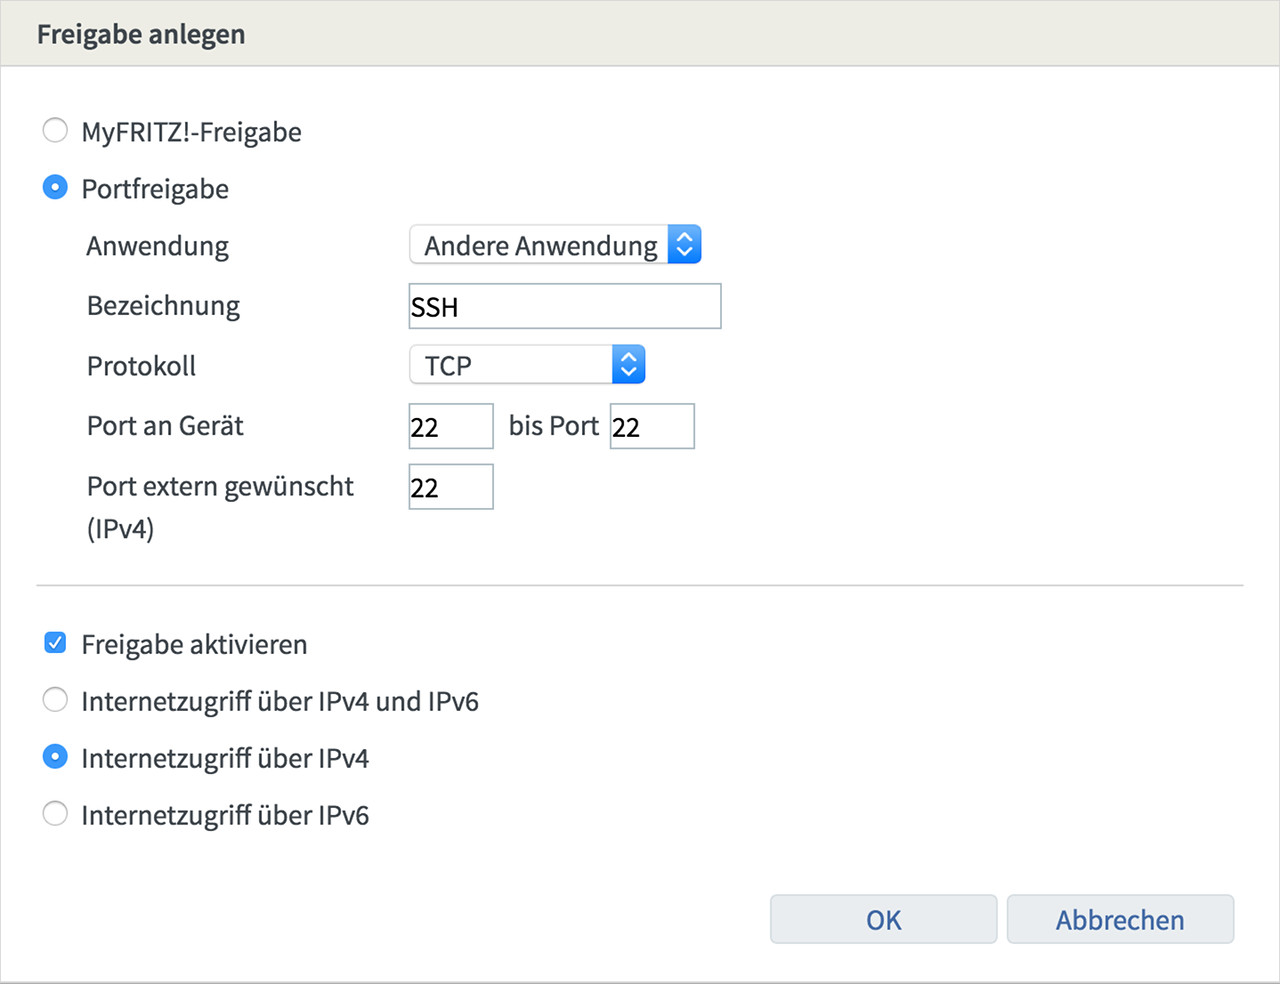 Freigabe anlegen
MyFRITZ!-Freigabe
Portfreigabe
Anwendung Andere Anwendung
Bezeichnung SSH
Protokoll TCP
Port an Gerät 22 bis Port 22
Port extern gewünscht 22
(IPv4)
Freigabe aktivieren
Internetzugriff über IPv4 und IPv6
Internetzugriff über IPv4
Internetzugriff über IPv6
OK Abbrechen